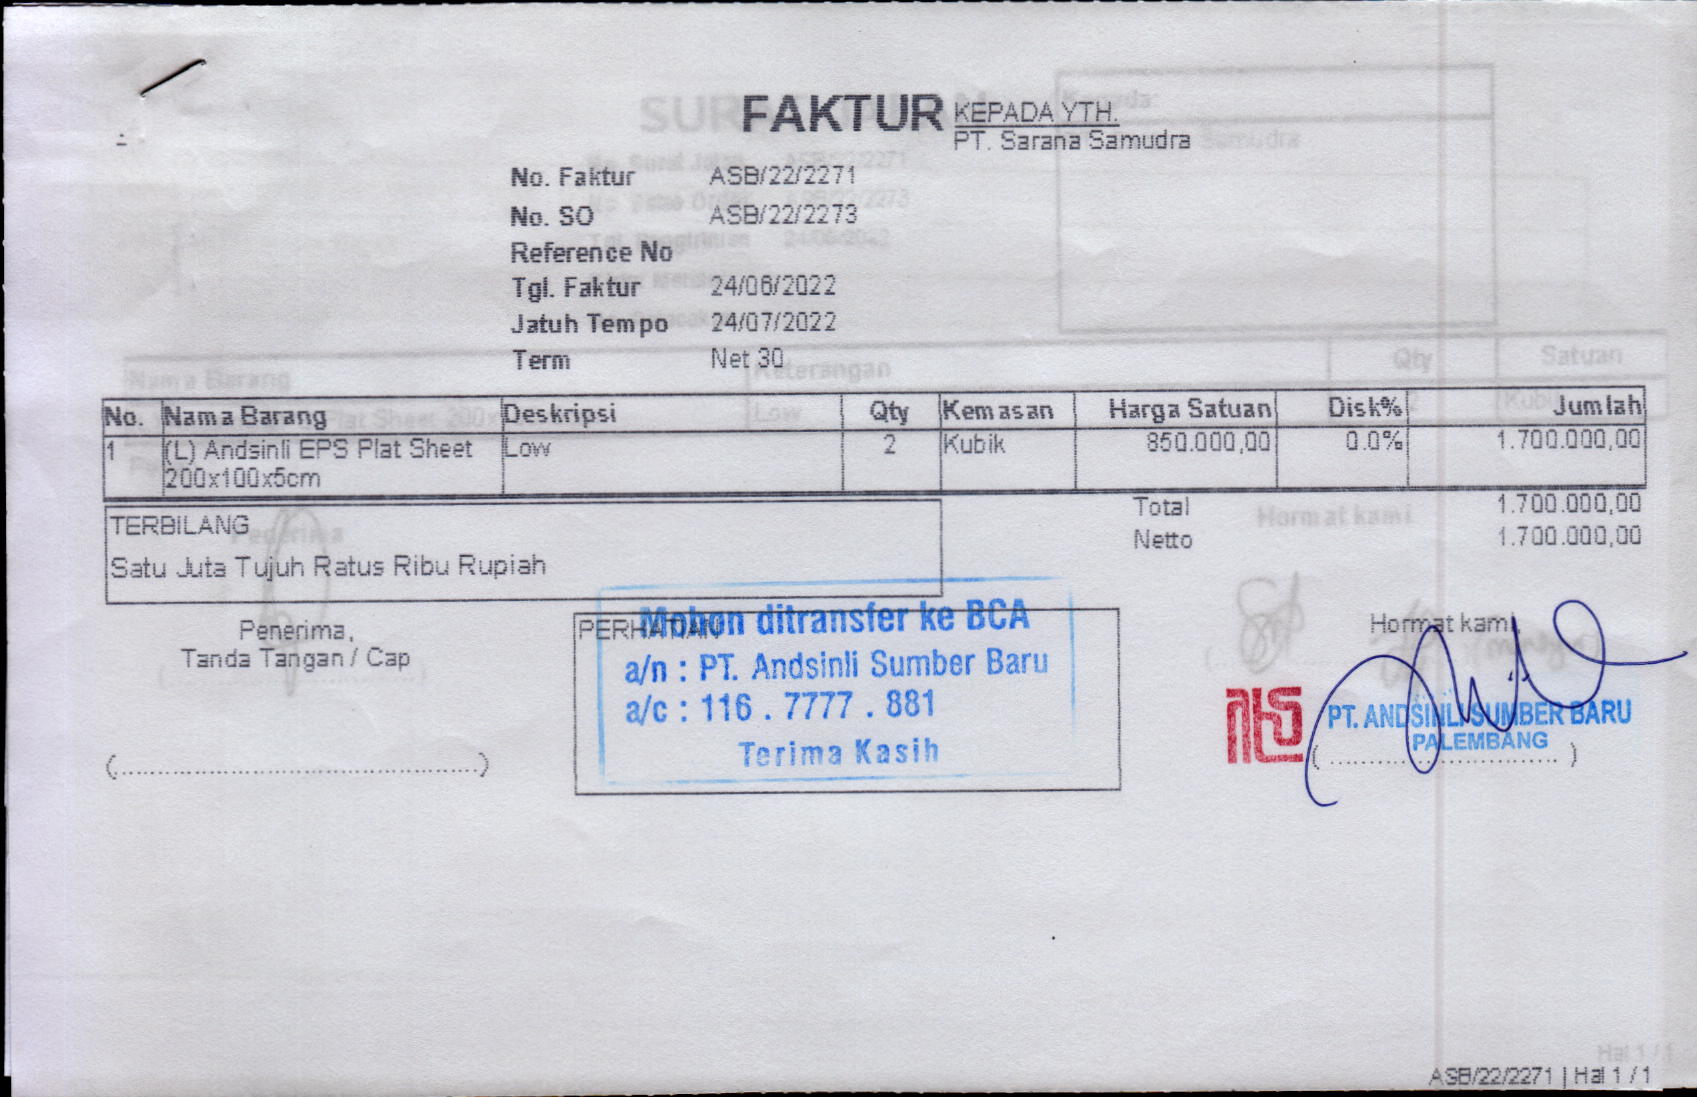 FAKTUR
KEPADA YTH.
PT. Sarana Samudra
No. Faktur ASB/22/2271
No. SO ASB/22/2273
Reference No
Tgl. Faktur 24/06/2022
Jatuh Tempo 24/07/2022
Term Net 30
No. Nama Barang Deskripsi Qty Kemasan Harga Satuan Disk% Jumlah
1 (L) Andsinli EPS Plat Sheet Low 2 Kubik 850.000,00 0.0% 1.700.000,00
200x100x5cm
Total 1.700.000,00
Netto 1.700.000,00
TERBILANG
Satu Juta Tujuh Ratus Ribu Rupiah
Penerima,
Tanda Tangan / Cap
(..............................................)
PERHATIAN
Mohon ditransfer ke BCA
a/n : PT. Andsinli Sumber Baru
a/c : 116 . 7777 . 881
Terima Kasih
Hormat kami,
PT. ANDSINLI SUMBER BARU
PALEMBANG
(..............................)
ASB/22/2271 | Hal 1 / 1